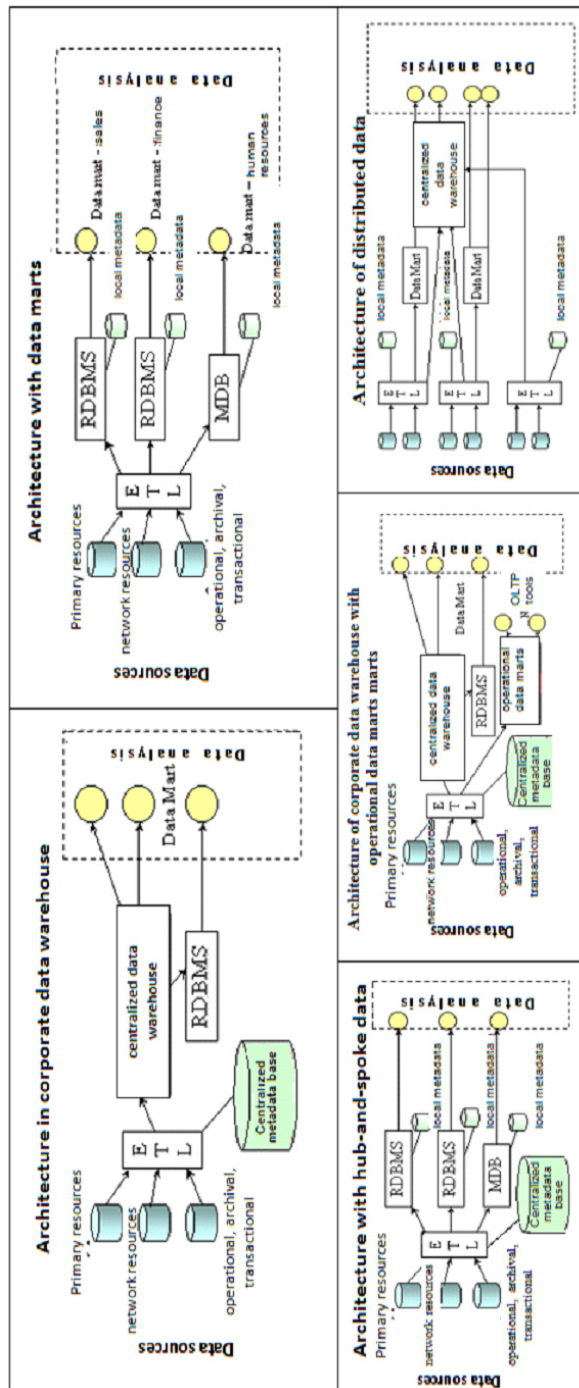 Architecture in corporate data warehouse
Primary resources
network resources
operational, archival,
transactional
Data sources
E
T
L
Centralized
metadata base
centralized data
warehouse
RDBMS
Data Mart
Data analysis
Architecture with data marts
Primary resources
network resources
operational, archival,
transactional
Data sources
E
T
L
RDBMS
RDBMS
MDB
local metadata
local metadata
local metadata
Data mart – sales
Data mart – finance
Data mart – human
resources
Data analysis
Architecture with hub-and-spoke data
Primary resources
network resources
operational, archival,
transactional
Data sources
E
T
L
Centralized
metadata
base
RDBMS
RDBMS
MDB
local metadata
local metadata
local metadata
Data analysis
Architecture of corporate data warehouse with
operational data marts marts
Primary resources
network resources
operational,
archival,
transactional
Data sources
E
T
L
Centralized
metadata
base
centralized data
warehouse
RDBMS
operational
data marts
Data Mart
OLTP
tools
Data analysis
Architecture of distributed data
Data sources
E
T
L
E
T
L
E
T
L
local metadata
local metadata
local metadata
Data Mart
Data Mart
centralized
data
warehouse
Data analysis